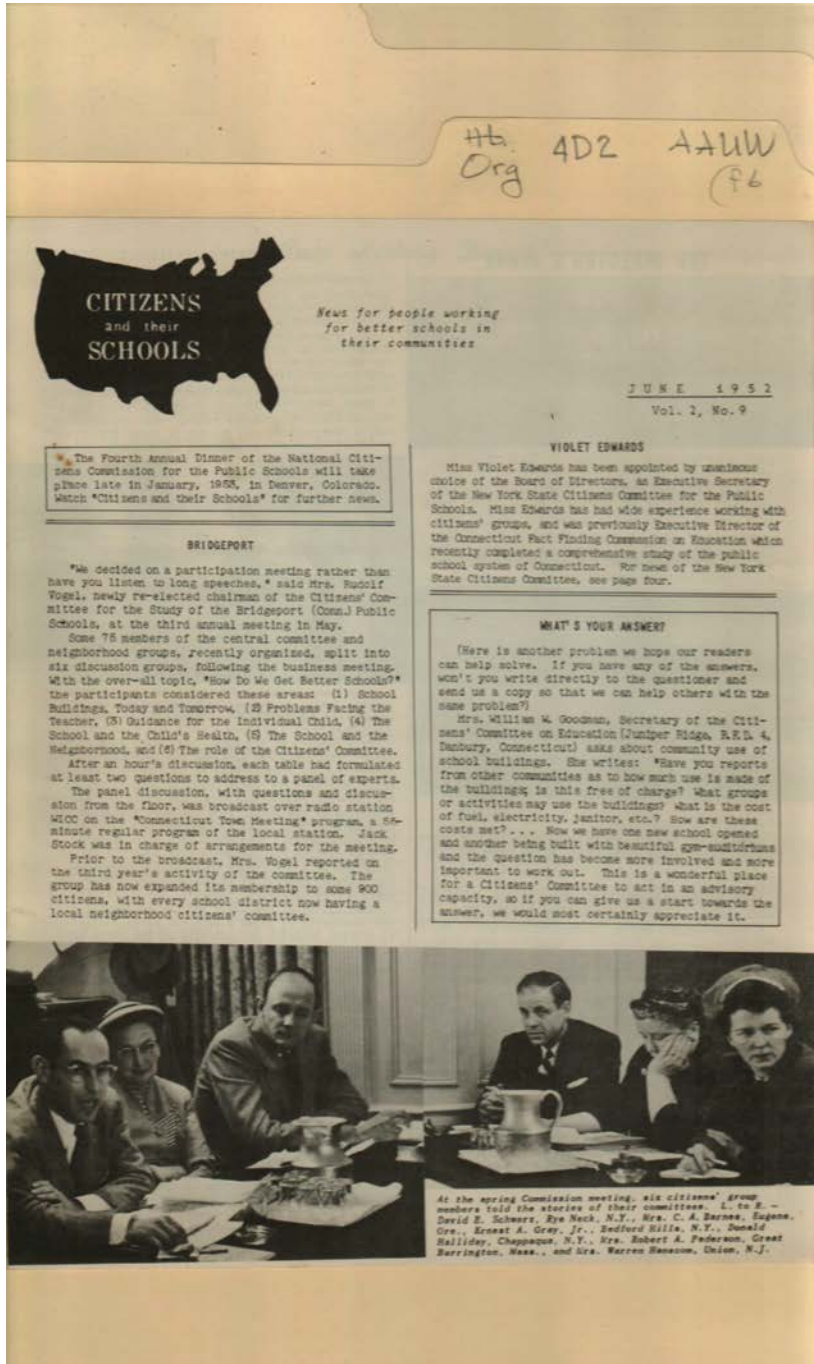 Hb.
Org
4D2
AAUW
(f6
CITIZENS
and their
SCHOOLS
News for people working
for better schools in
their communities
JUNE 1952
Vol. 2, No. 9
The Fourth Annual Dinner of the National Citi-
zens Commission for the Public Schools will take
place late in January, 1953, in Denver, Colorado.
Watch "Citizens and their Schools" for further news.
BRIDGEPORT
"We decided on a participation meeting rather than
have you listen to long speeches," said Mrs. Rudolf
Vogel, newly re-elected chairman of the Citizens' Com-
mittee for the Study of the Bridgeport (Conn.) Public
Schools, at the third annual meeting in May.
Some 75 members of the central committee and
neighborhood groups, recently organized, split into
six discussion groups, following the business meeting.
With the over-all topic, "How Do We Get Better Schools?"
the participants considered these areas: (1) School
Buildings, Today and Tomorrow, (2) Problems Facing the
Teacher, (3) Guidance for the Individual Child, (4) The
School and the Child's Health, (5) The School and the
Neighborhood, and (6) The role of the Citizens' Committee.
After an hour's discussion, each table had formulated
at least two questions to address to a panel of experts.
The panel discussion, with questions and discus-
sion from the floor, was broadcast over radio station
WICC on the "Connecticut Town Meeting" program, a 55-
minute regular program of the local station. Jack
Stock was in charge of arrangements for the meeting.
Prior to the broadcast, Mrs. Vogel reported on
the third year's activity of the committee. The
group has now expanded its membership to some 900
citizens, with every school district now having a
local neighborhood citizens' committee.
VIOLET EDWARDS
Miss Violet Edwards has been appointed by unanimous
choice of the Board of Directors, as Executive Secretary
of the New York State Citizens Committee for the Public
Schools. Miss Edwards has had wide experience working with
citizens' groups, and was previously Executive Director of
the Connecticut Fact Finding Commission on Education which
recently completed a comprehensive study of the public
school system of Connecticut. For news of the New York
State Citizens Committee, see page four.
WHAT'S YOUR ANSWER?
(Here is another problem we hope our readers
can help solve. If you have any of the answers,
won't you write directly to the questioner and
send us a copy so that we can help others with the
same problem?)
Mrs. William W. Goodman, Secretary of the Citi-
zens' Committee on Education (Juniper Ridge, R.F.D. 4,
Danbury, Connecticut) asks about community use of
school buildings. She writes: "Have you reports
from other communities as to how much use is made of
the buildings; is this free of charge? What groups
or activities may use the buildings? What is the cost
of fuel, electricity, janitor, etc.? How are these
costs met?... Now we have one new school opened
and another being built with beautiful gym-auditoriums
and the question has become more involved and more
important to work out. This is a wonderful place
for a Citizens' Committee to act in an advisory
capacity, so if you can give us a start towards the
answer, we would most certainly appreciate it.
At the spring Commission meeting, six citizens' group
members told the stories of their committees. L. to R. —
David E. Schwarz, Rye Neck, N.Y., Mrs. C. A. Barnes, Eugene,
Ore., Ernest A. Gray, Jr., Bedford Hills, N.Y., Donald
Halliday, Chappaqua, N.Y., Mrs. Robert A. Pederson, Great
Barrington, Mass., and Mrs. Warren Hanscom, Union, N.J.